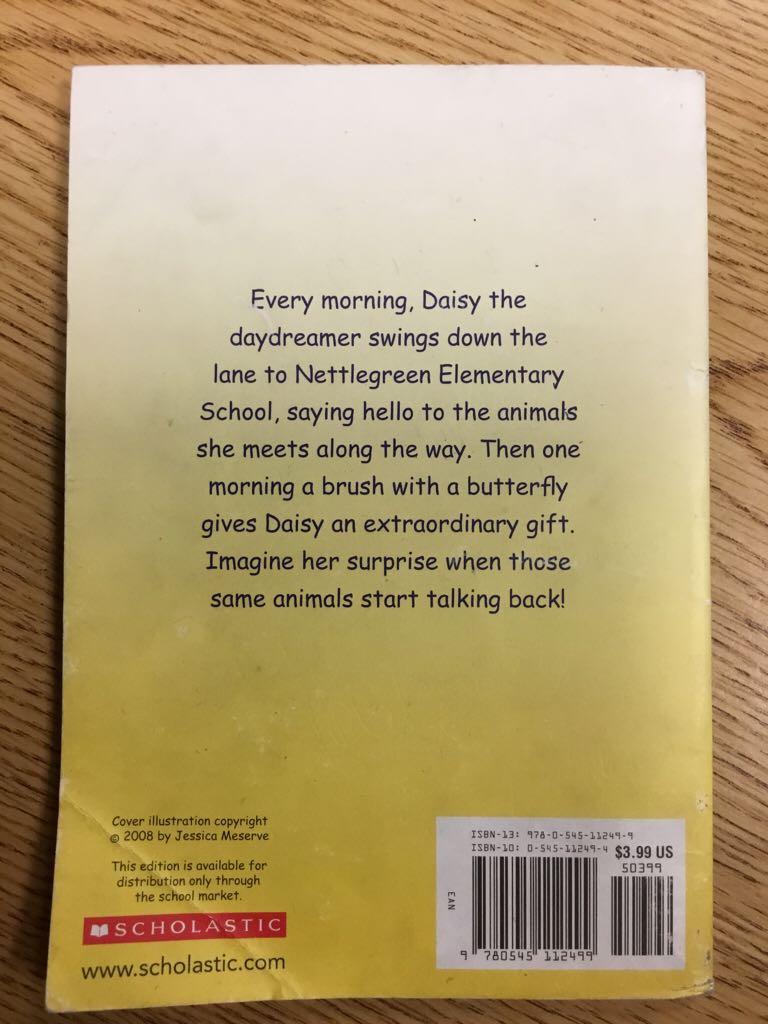 Every morning, Daisy the
daydreamer swings down the
lane to Nettlegreen Elementary
School, saying hello to the animals
she meets along the way. Then one
morning a brush with a butterfly
gives Daisy an extraordinary gift.
Imagine her surprise when those
same animals start talking back!
Cover illustration copyright
© 2008 by Jessica Meserve
This edition is available for
distribution only through
the school market.
SCHOLASTIC
www.scholastic.com
ISBN-13: 978-0-545-11249-9
ISBN-10: 0-545-11249-4
$3.99 US
50399
EAN
9 780545 112499